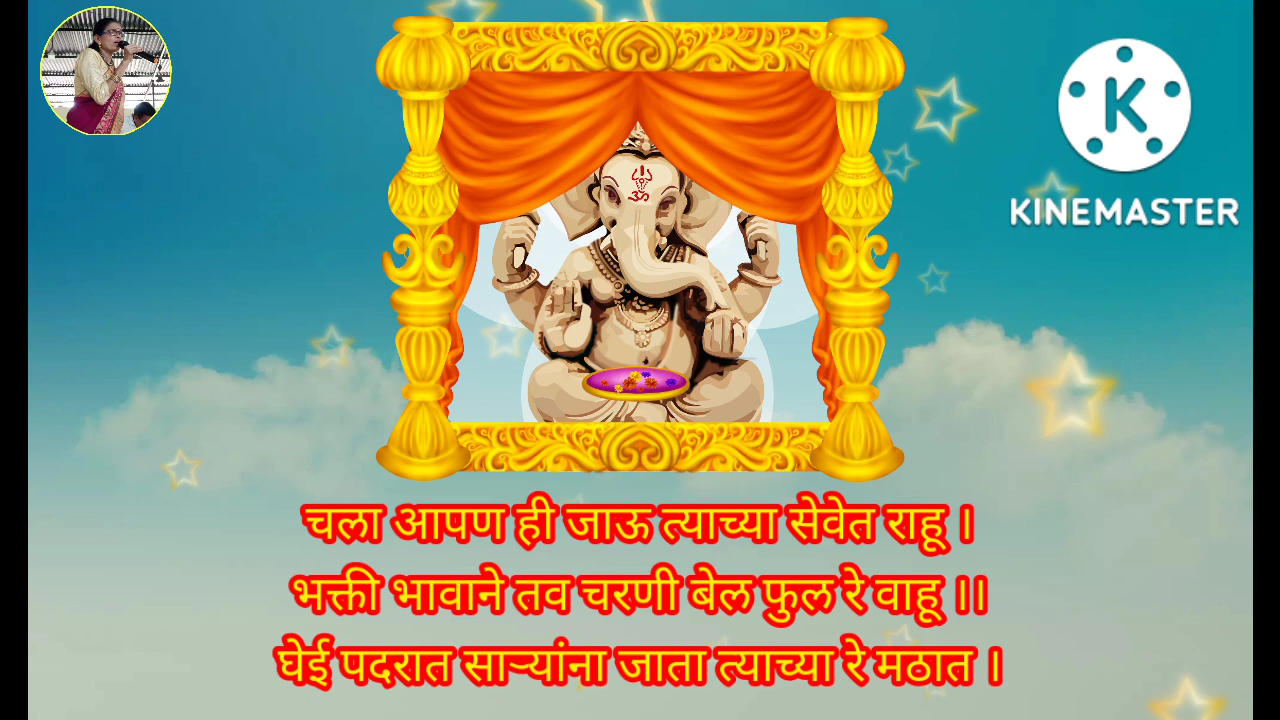 K
KINEMASTER
ॐ
चला आपण ही जाऊ त्याच्या सेवेत राहू ।
भक्ती भावाने तव चरणी बेल फुल रे वाहू ।।
घेई पदरात साऱ्यांना जाता त्याच्या रे मठात ।